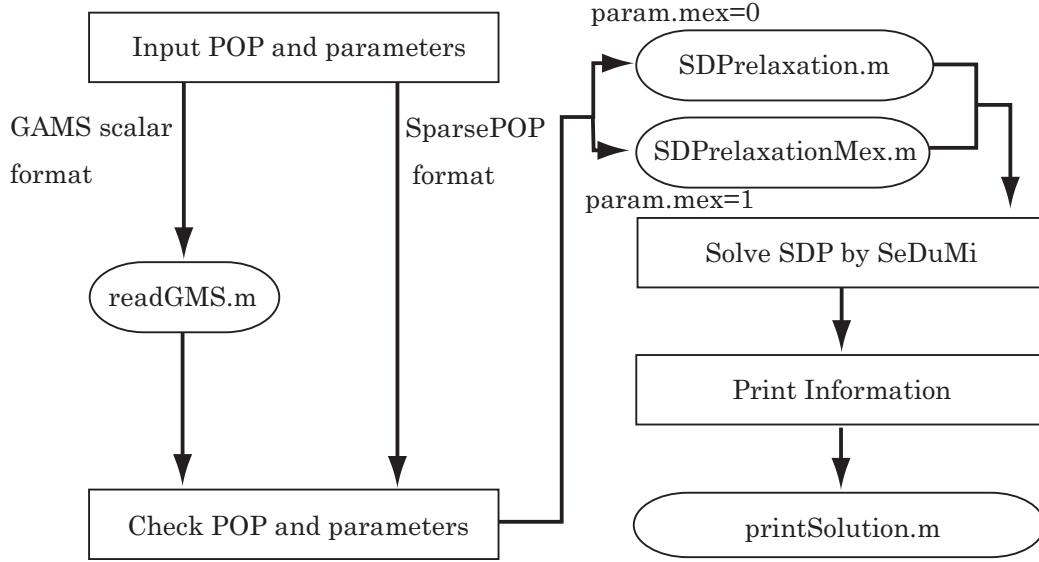 Input POP and parameters
GAMS scalar
format
SparsePOP
format
readGMS.m
Check POP and parameters
param.mex=0
SDPrelaxation.m
SDPrelaxationMex.m
param.mex=1
Solve SDP by SeDuMi
Print Information
printSolution.m